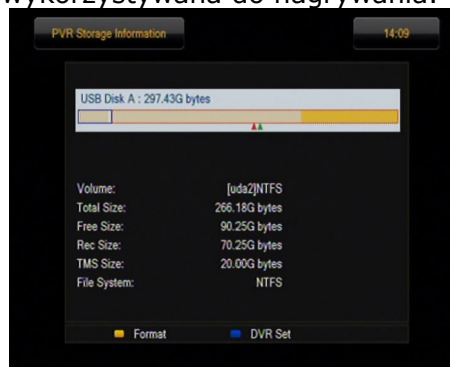 wykorzystywana do nagrywania.
PVR Storage Information 14:09
USB Disk A : 297.43G bytes
Volume: [uda2]NTFS
Total Size: 266.18G bytes
Free Size: 90.25G bytes
Rec Size: 70.25G bytes
TMS Size: 20.00G bytes
File System: NTFS
Format DVR Set